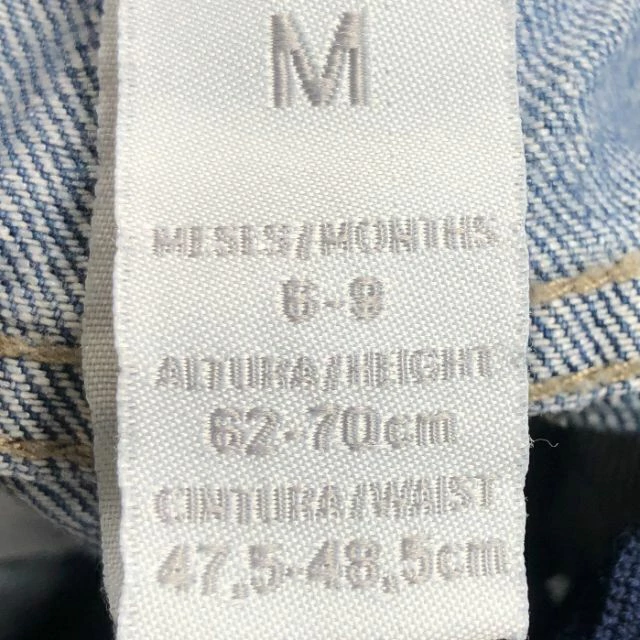 M
MESES/MONTHS
6-9
ALTURA/HEIGHT
62-70cm
CINTURA/WAIST
47,5-48,5cm